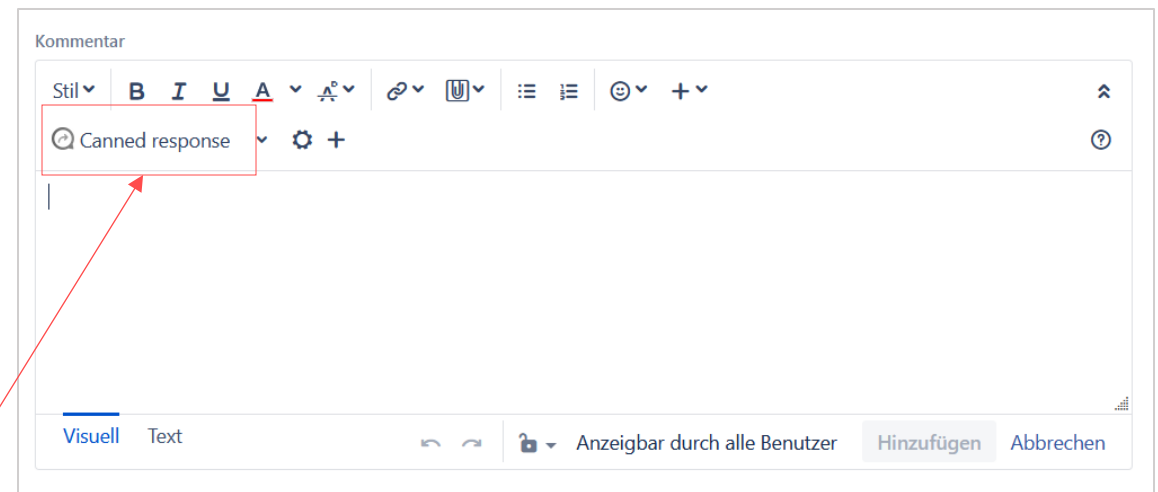 Kommentar
Stil B I U A
Canned response
Visuell Text Anzeigbar durch alle Benutzer Hinzufügen Abbrechen